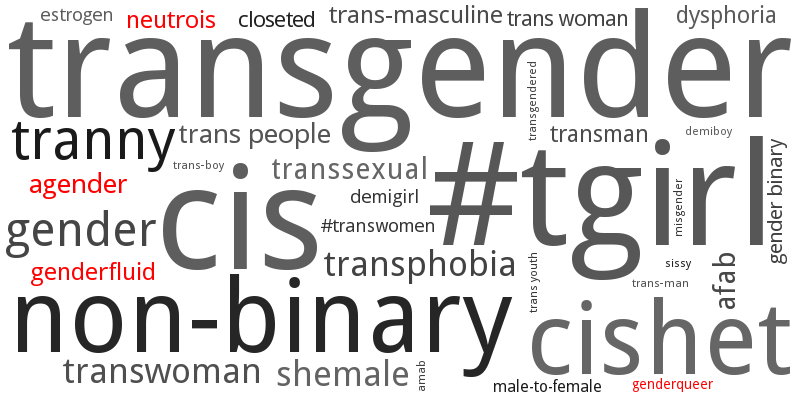 estrogen
neutrois
closeted
trans-masculine
trans woman
dysphoria
transgender
transgendered
tranny
trans people
transman
demiboy
trans-boy
transsexual
#tgirl
agender
cis
demigirl
misgender
gender binary
gender
#transwomen
genderfluid
transphobia
trans youth
sissy
trans-man
afab
non-binary
cishet
transwoman
shemale
amab
male-to-female
genderqueer